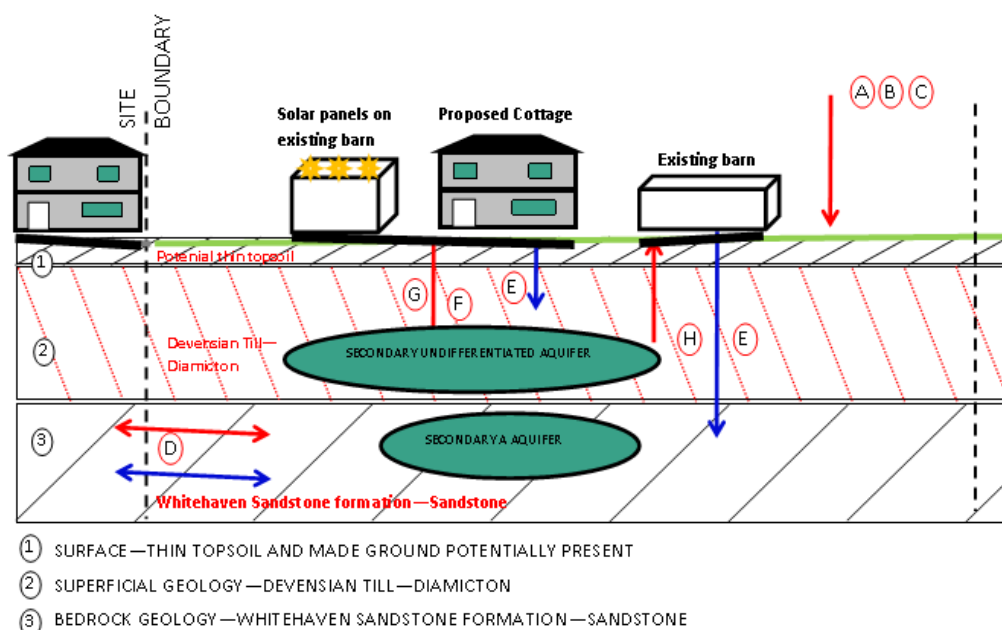 SITE
BOUNDARY
Solar panels on
existing barn
Proposed Cottage
Existing barn
A B C
Potenial thin topsoil
1
G F E
Devensian Till—
Diamicton
2
SECONDARY UNDIFFERENTIATED AQUIFER
H E
3
D
SECONDARY A AQUIFER
Whitehaven Sandstone formation—Sandstone
1 SURFACE—THIN TOPSOIL AND MADE GROUND POTENTIALLY PRESENT
2 SUPERFICIAL GEOLOGY—DEVENSIAN TILL—DIAMICTON
3 BEDROCK GEOLOGY—WHITEHAVEN SANDSTONE FORMATION—SANDSTONE